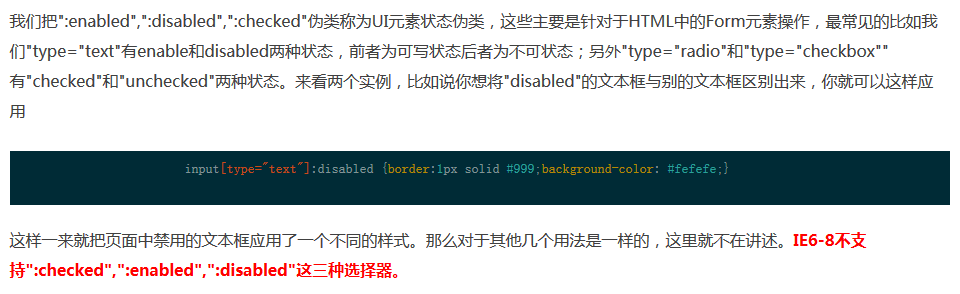 我们把":enabled",":disabled",":checked"伪类称为UI元素状态伪类，这些主要是针对于HTML中的Form元素操作，最常见的比如我
们"type="text"有enable和disabled两种状态，前者为可写状态后者为不可状态；另外"type="radio"和"type="checkbox""
有"checked"和"unchecked"两种状态。来看两个实例，比如说你想将"disabled"的文本框与别的文本框区别出来，你就可以这样应
用
input[type="text"]:disabled {border:1px solid #999;background-color: #fefefe;}
这样一来就把页面中禁用的文本框应用了一个不同的样式。那么对于其他几个用法是一样的，这里就不在讲述。IE6-8不支
持":checked",":enabled",":disabled"这三种选择器。